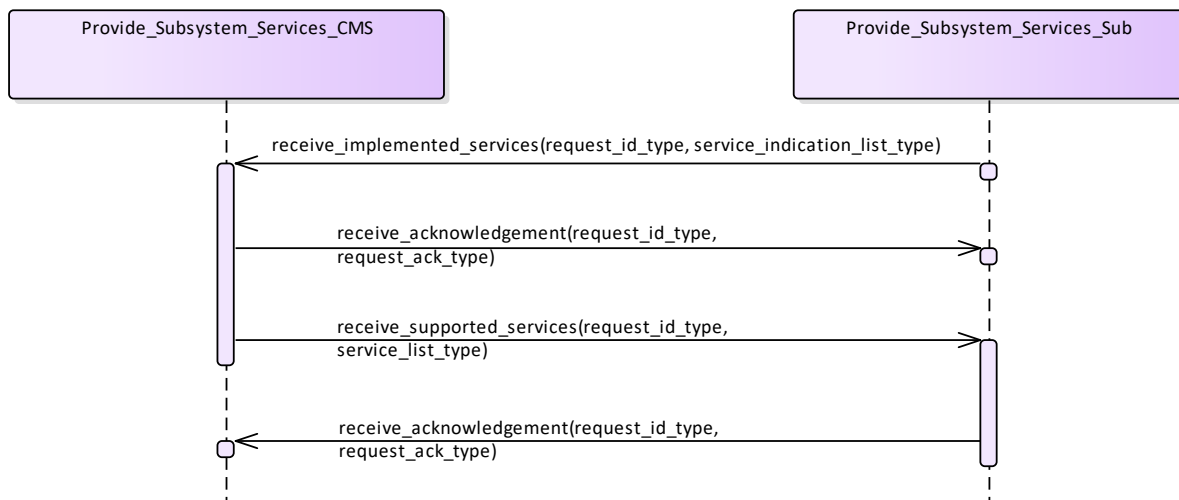 Provide_Subsystem_Services_CMS
Provide_Subsystem_Services_Sub
receive_implemented_services(request_id_type, service_indication_list_type)
receive_acknowledgement(request_id_type,
request_ack_type)
receive_supported_services(request_id_type,
service_list_type)
receive_acknowledgement(request_id_type,
request_ack_type)